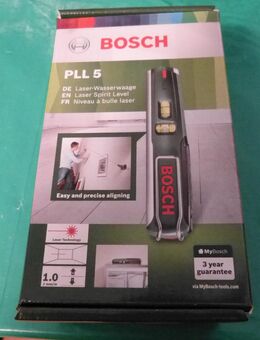 BOSCH
PLL 5
DE Laser-Wasserwaage
EN Laser Spirit Level
FR Niveau à bulle laser
Easy and precise aligning
BOSCH
Laser Technology
1.0
± mm/m
MyBosch
3 year
guarantee
via MyBosch-tools.com